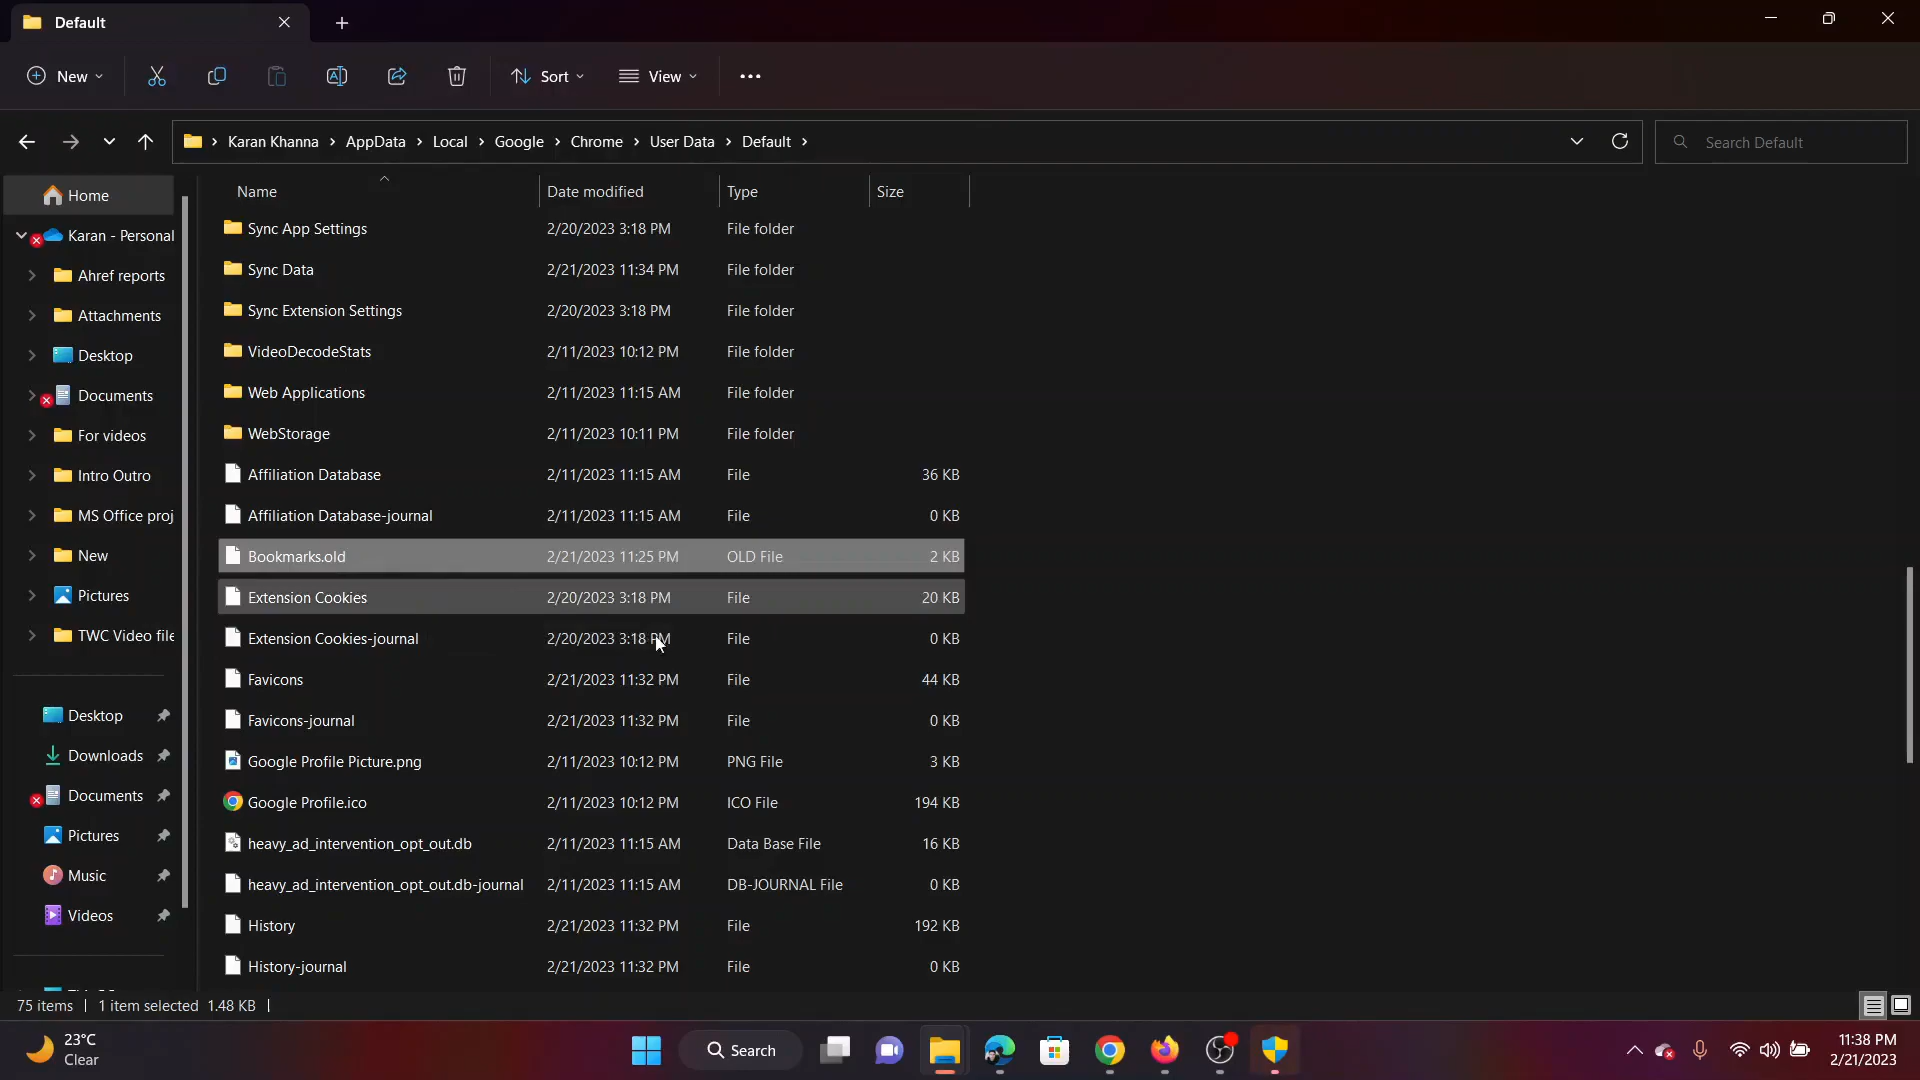 Default
New
Sort
View
Karan Khanna
AppData
Local
Google
Chrome
User Data
Default
Search Default
Home
Karan - Personal
Ahref reports
Attachments
Desktop
Documents
For videos
Intro Outro
MS Office proj
New
Pictures
TWC Video file
Desktop
Downloads
Documents
Pictures
Music
Videos
Name Date modified Type Size
Sync App Settings 2/20/2023 3:18 PM File folder
Sync Data 2/21/2023 11:34 PM File folder
Sync Extension Settings 2/20/2023 3:18 PM File folder
VideoDecodeStats 2/11/2023 10:12 PM File folder
Web Applications 2/11/2023 11:15 AM File folder
WebStorage 2/11/2023 10:11 PM File folder
Affiliation Database 2/11/2023 11:15 AM File 36 KB
Affiliation Database-journal 2/11/2023 11:15 AM File 0 KB
Bookmarks.old 2/21/2023 11:25 PM OLD File 2 KB
Extension Cookies 2/20/2023 3:18 PM File 20 KB
Extension Cookies-journal 2/20/2023 3:18 PM File 0 KB
Favicons 2/21/2023 11:32 PM File 44 KB
Favicons-journal 2/21/2023 11:32 PM File 0 KB
Google Profile Picture.png 2/11/2023 10:12 PM PNG File 3 KB
Google Profile.ico 2/11/2023 10:12 PM ICO File 194 KB
heavy_ad_intervention_opt_out.db 2/11/2023 11:15 AM Data Base File 16 KB
heavy_ad_intervention_opt_out.db-journal 2/11/2023 11:15 AM DB-JOURNAL File 0 KB
History 2/21/2023 11:32 PM File 192 KB
History-journal 2/21/2023 11:32 PM File 0 KB
75 items 1 item selected 1.48 KB
23°C
Clear
Search
11:38 PM
2/21/2023